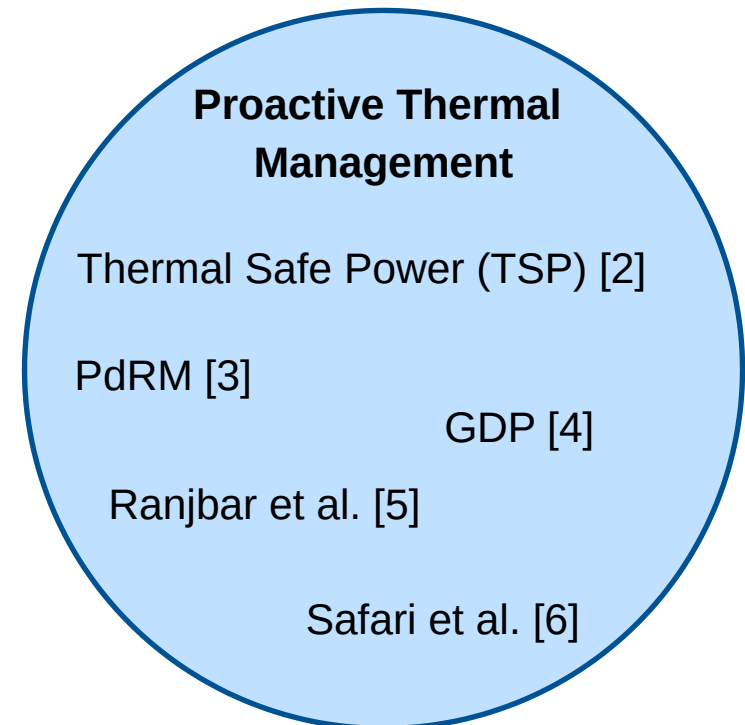 Proactive Thermal
Management
Thermal Safe Power (TSP) [2]
PdRM [3]
GDP [4]
Ranjbar et al. [5]
Safari et al. [6]